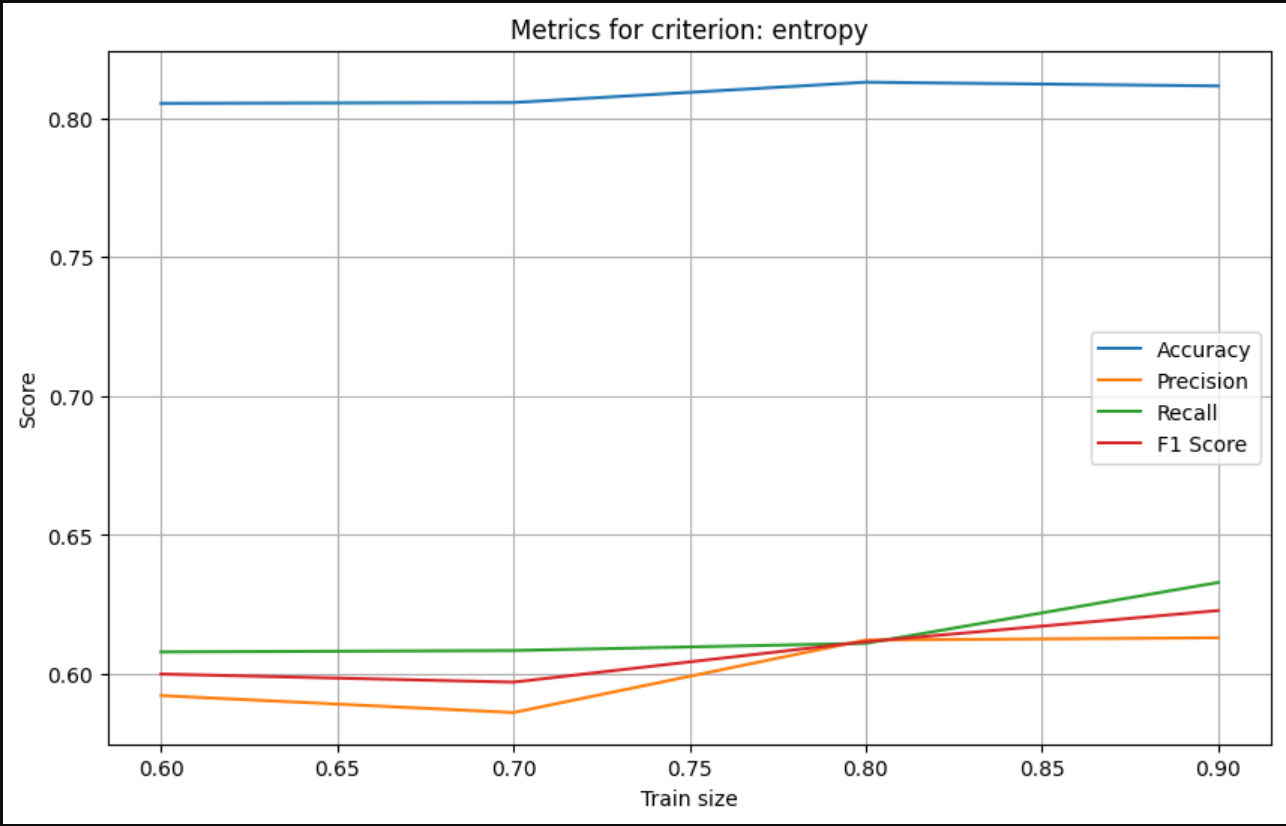 Metrics for criterion: entropy
0.80
0.75
0.70
0.65
0.60
Score
Accuracy
Precision
Recall
F1 Score
0.60 0.65 0.70 0.75 0.80 0.85 0.90
Train size